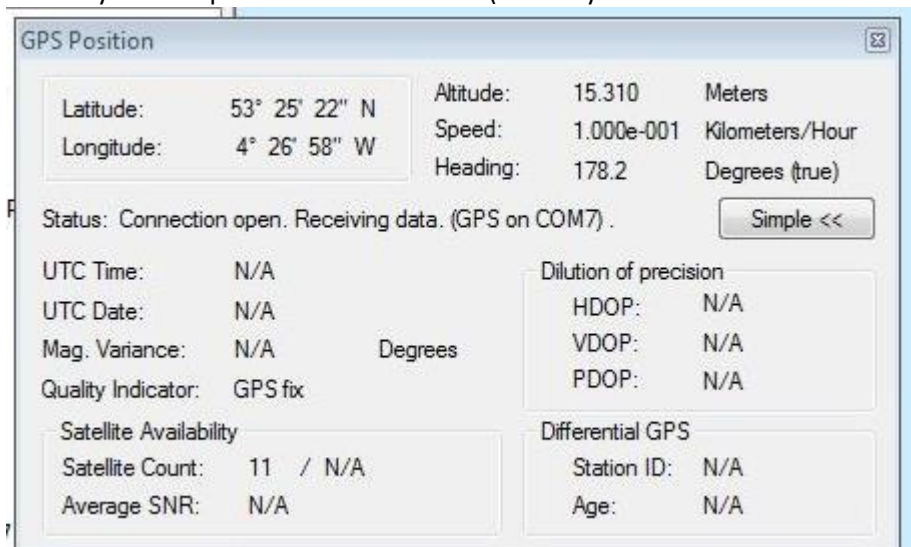 GPS Position
Latitude: 53° 25' 22" N
Longitude: 4° 26' 58" W
Altitude: 15.310 Meters
Speed: 1.000e-001 Kilometers/Hour
Heading: 178.2 Degrees (true)
Status: Connection open. Receiving data. (GPS on COM7) .
Simple <<
UTC Time: N/A
UTC Date: N/A
Mag. Variance: N/A Degrees
Quality Indicator: GPS fix
Dilution of precision
HDOP: N/A
VDOP: N/A
PDOP: N/A
Satellite Availability
Satellite Count: 11 / N/A
Average SNR: N/A
Differential GPS
Station ID: N/A
Age: N/A